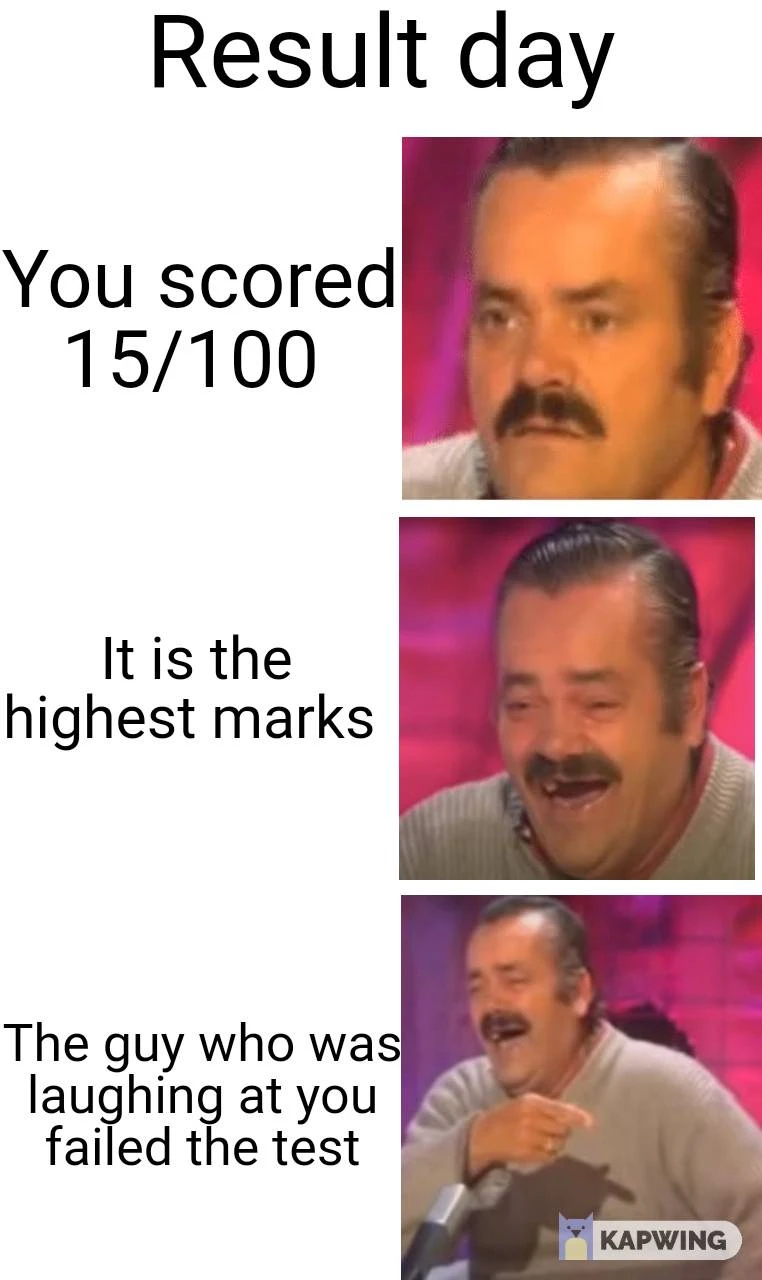 Result day
You scored
15/100
It is the
highest marks
The guy who was
laughing at you
failed the test
KAPWING